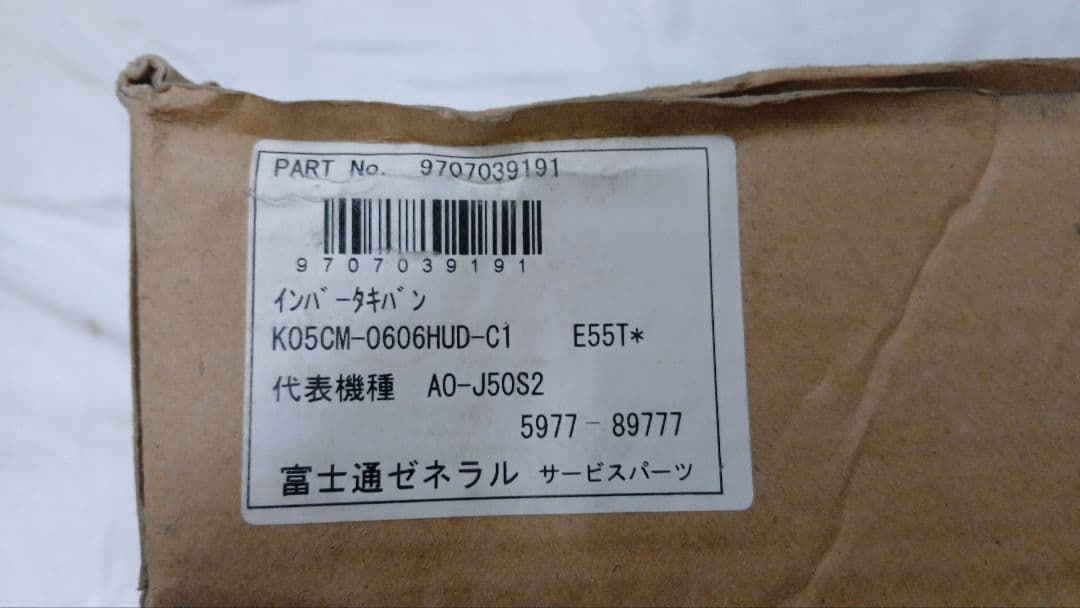 PART No. 9707039191
9707039191
インバータキバン
K05CM-0606HUD-C1 E55T*
代表機種 AO-J50S2
5977-89777
富士通ゼネラル サービスパーツ